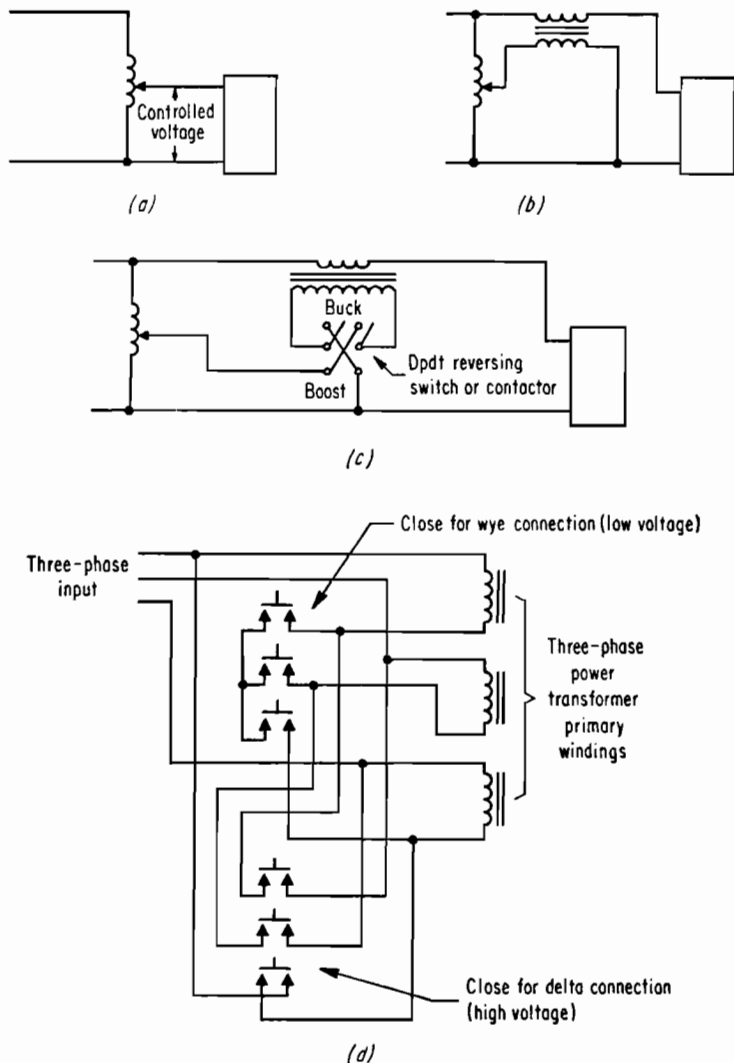 Controlled
voltage
(a)
(b)
Buck
Boost
Dpdt reversing
switch or contactor
(c)
Close for wye connection (low voltage)
Three-phase
input
Three-phase
power
transformer
primary
windings
Close for delta connection
(high voltage)
(d)